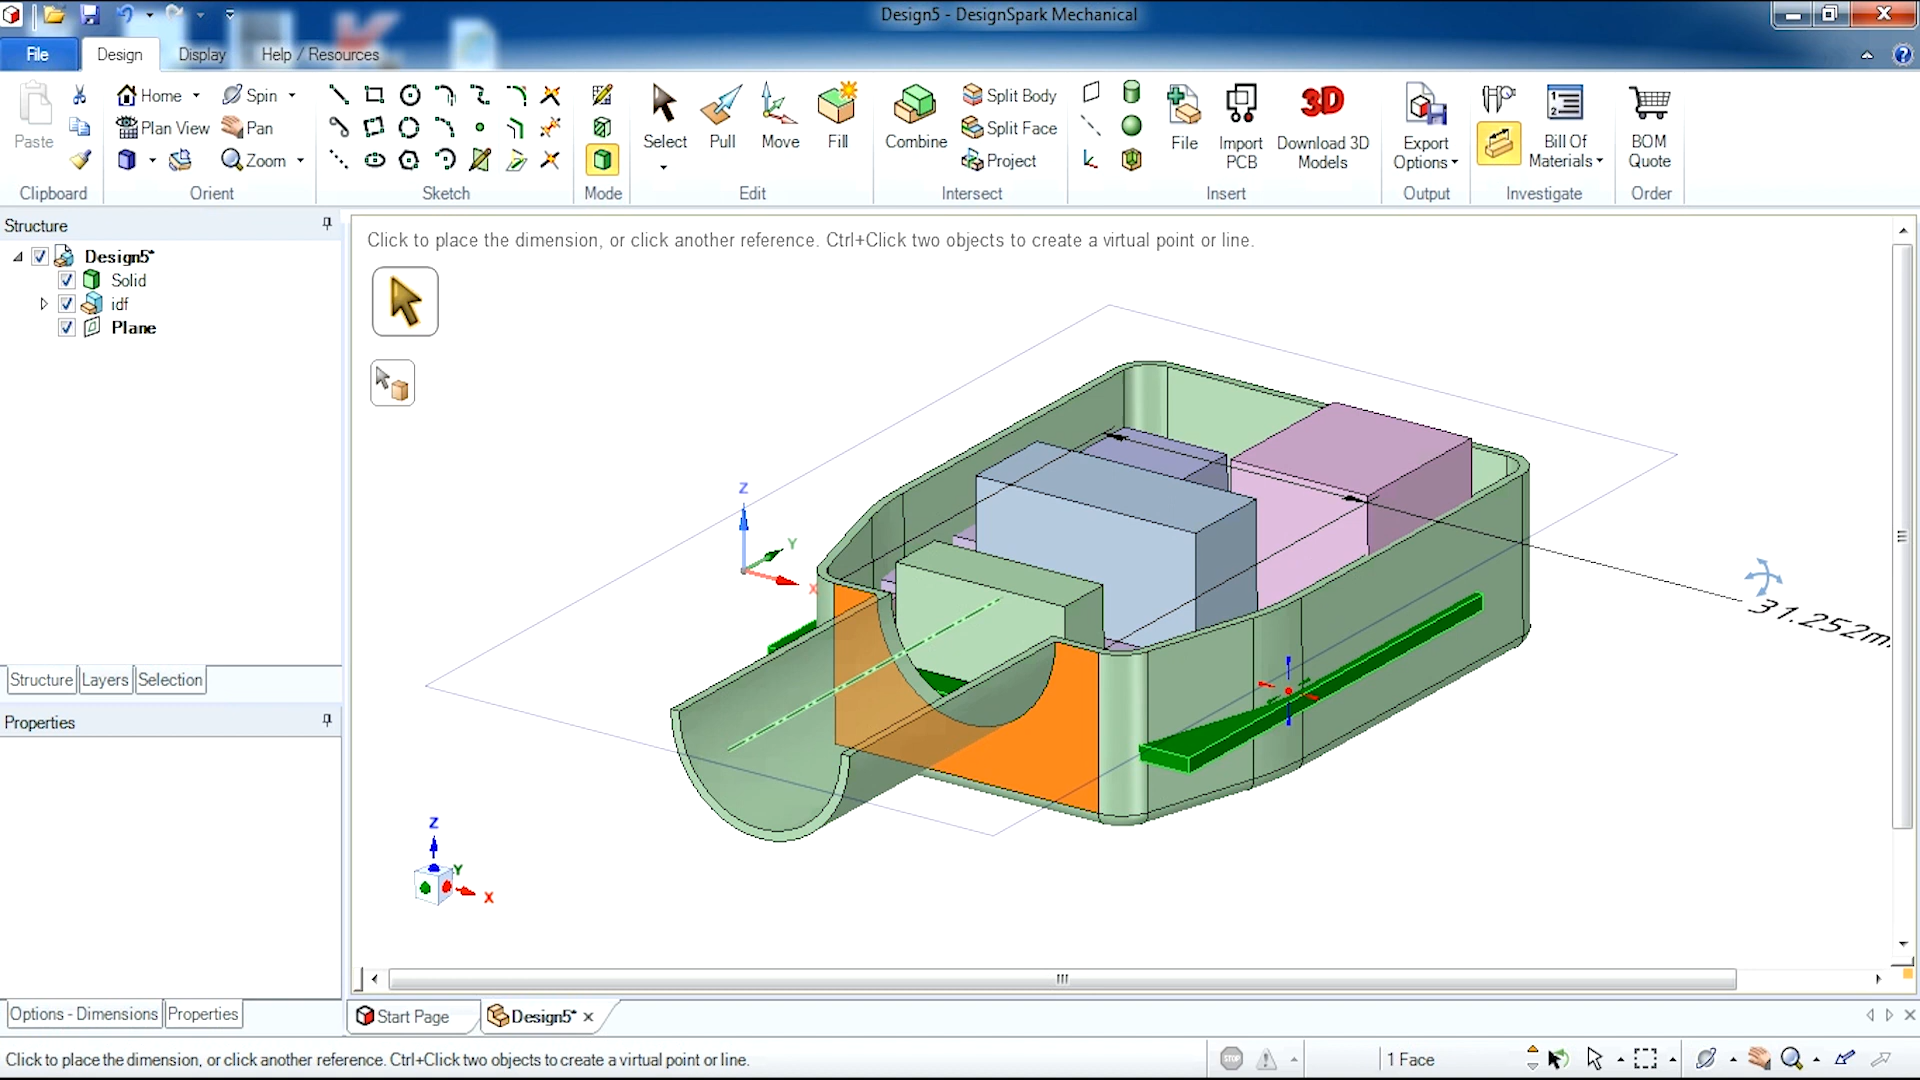 Design5 - DesignSpark Mechanical
File Design Display Help / Resources
Paste
Clipboard
Home Spin
Plan View Pan
Zoom
Orient
Sketch
Mode
Select Pull Move Fill
Edit
Combine Split Body
Split Face
Project
Intersect
File Import PCB Download 3D Models
3D
Insert
Export Options
Output
Bill Of Materials
1
2
Investigate
BOM Quote
Order
Structure
Design5*
Solid
idf
Plane
Structure Layers Selection
Properties
Options - Dimensions Properties
Click to place the dimension, or click another reference. Ctrl+Click two objects to create a virtual point or line.
Z
Y
X
31.252m
Z
Y
X
Start Page Design5*
Click to place the dimension, or click another reference. Ctrl+Click two objects to create a virtual point or line.
STOP
1 Face